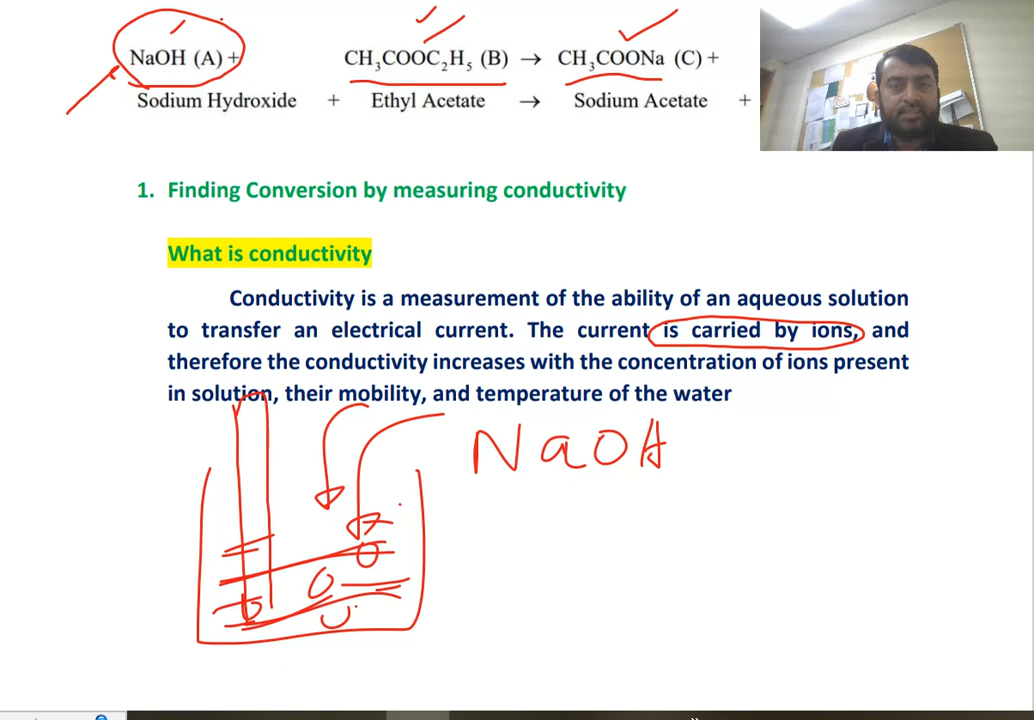 NaOH (A) + CH₃COOC₂H₅ (B) → CH₃COONa (C) +
Sodium Hydroxide + Ethyl Acetate → Sodium Acetate +
1. Finding Conversion by measuring conductivity
What is conductivity
Conductivity is a measurement of the ability of an aqueous solution
to transfer an electrical current. The current is carried by ions, and
therefore the conductivity increases with the concentration of ions present
in solution, their mobility, and temperature of the water
NaOH